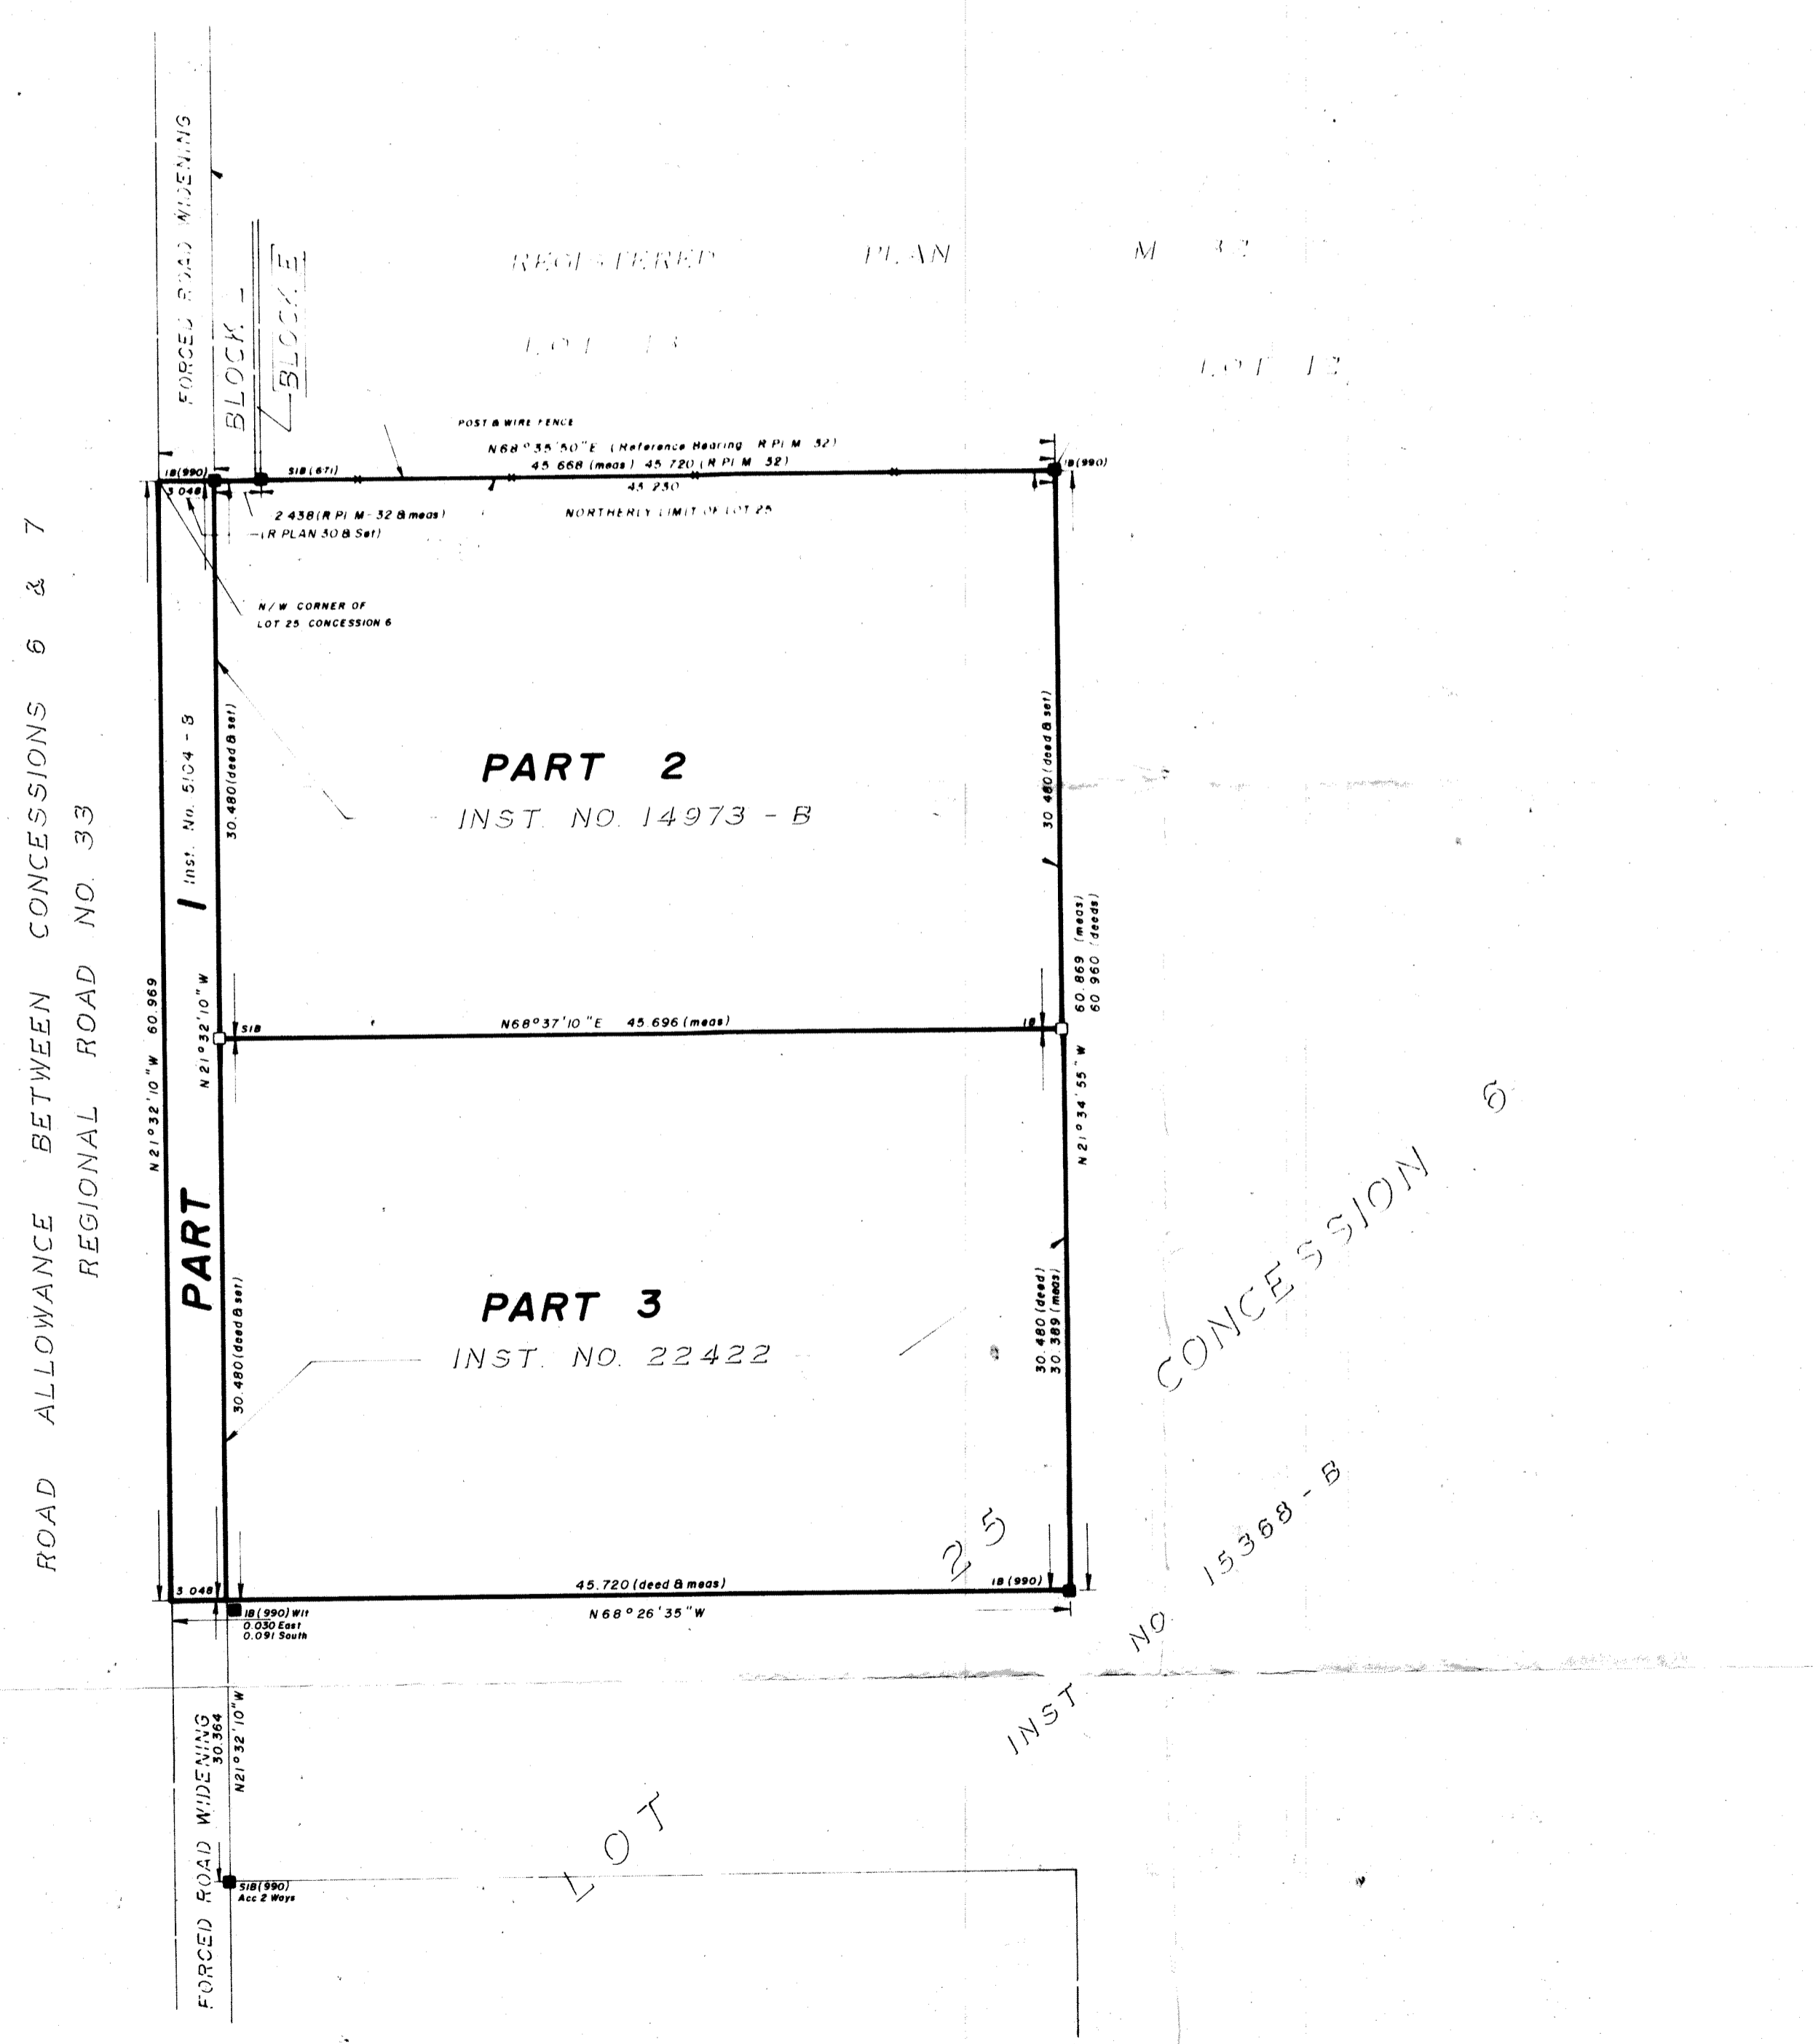 FORCED ROAD WIDENING
BLOCK -
BLOCK E
REGISTERED PLAN M 32
LOT 13
LOT 12
POST & WIRE FENCE
N68°35'50"E (Reference Bearing R Pl M 32)
45 668 (meas) 45 720 (R Pl M 32)
IB(990)
SIB(671)
IB(990)
3 048
45 230
2 438 (R Pl M-32 & meas)
NORTHERLY LIMIT OF LOT 25
(R PLAN 30 & Set)
N/W CORNER OF
LOT 25 CONCESSION 6
ROAD ALLOWANCE BETWEEN CONCESSIONS 6 & 7
REGIONAL ROAD NO. 33
N21°32'10"W 60.969
PART 1 Inst. No. 5104-B
N21°32'10"W
30.480 (deed & set)
PART 2
INST. NO. 14973-B
30 480 (deed & set)
60.869 (meas)
60 960 (deeds)
SIB
N68°37'10"E 45.696 (meas)
IB
N21°34'55"W
CONCESSION 6
PART 3
INST. NO. 22422
30.480 (deed & set)
30.480 (deed)
30.389 (meas)
INST NO 15368-B
LOT 25
3 048
45.720 (deed & meas)
IB(990)
N68°26'35"W
IB(990) Wit
0.030 East
0.091 South
FORCED ROAD WIDENING
30.364
N21°32'10"W
SIB(990)
Acc 2 Ways